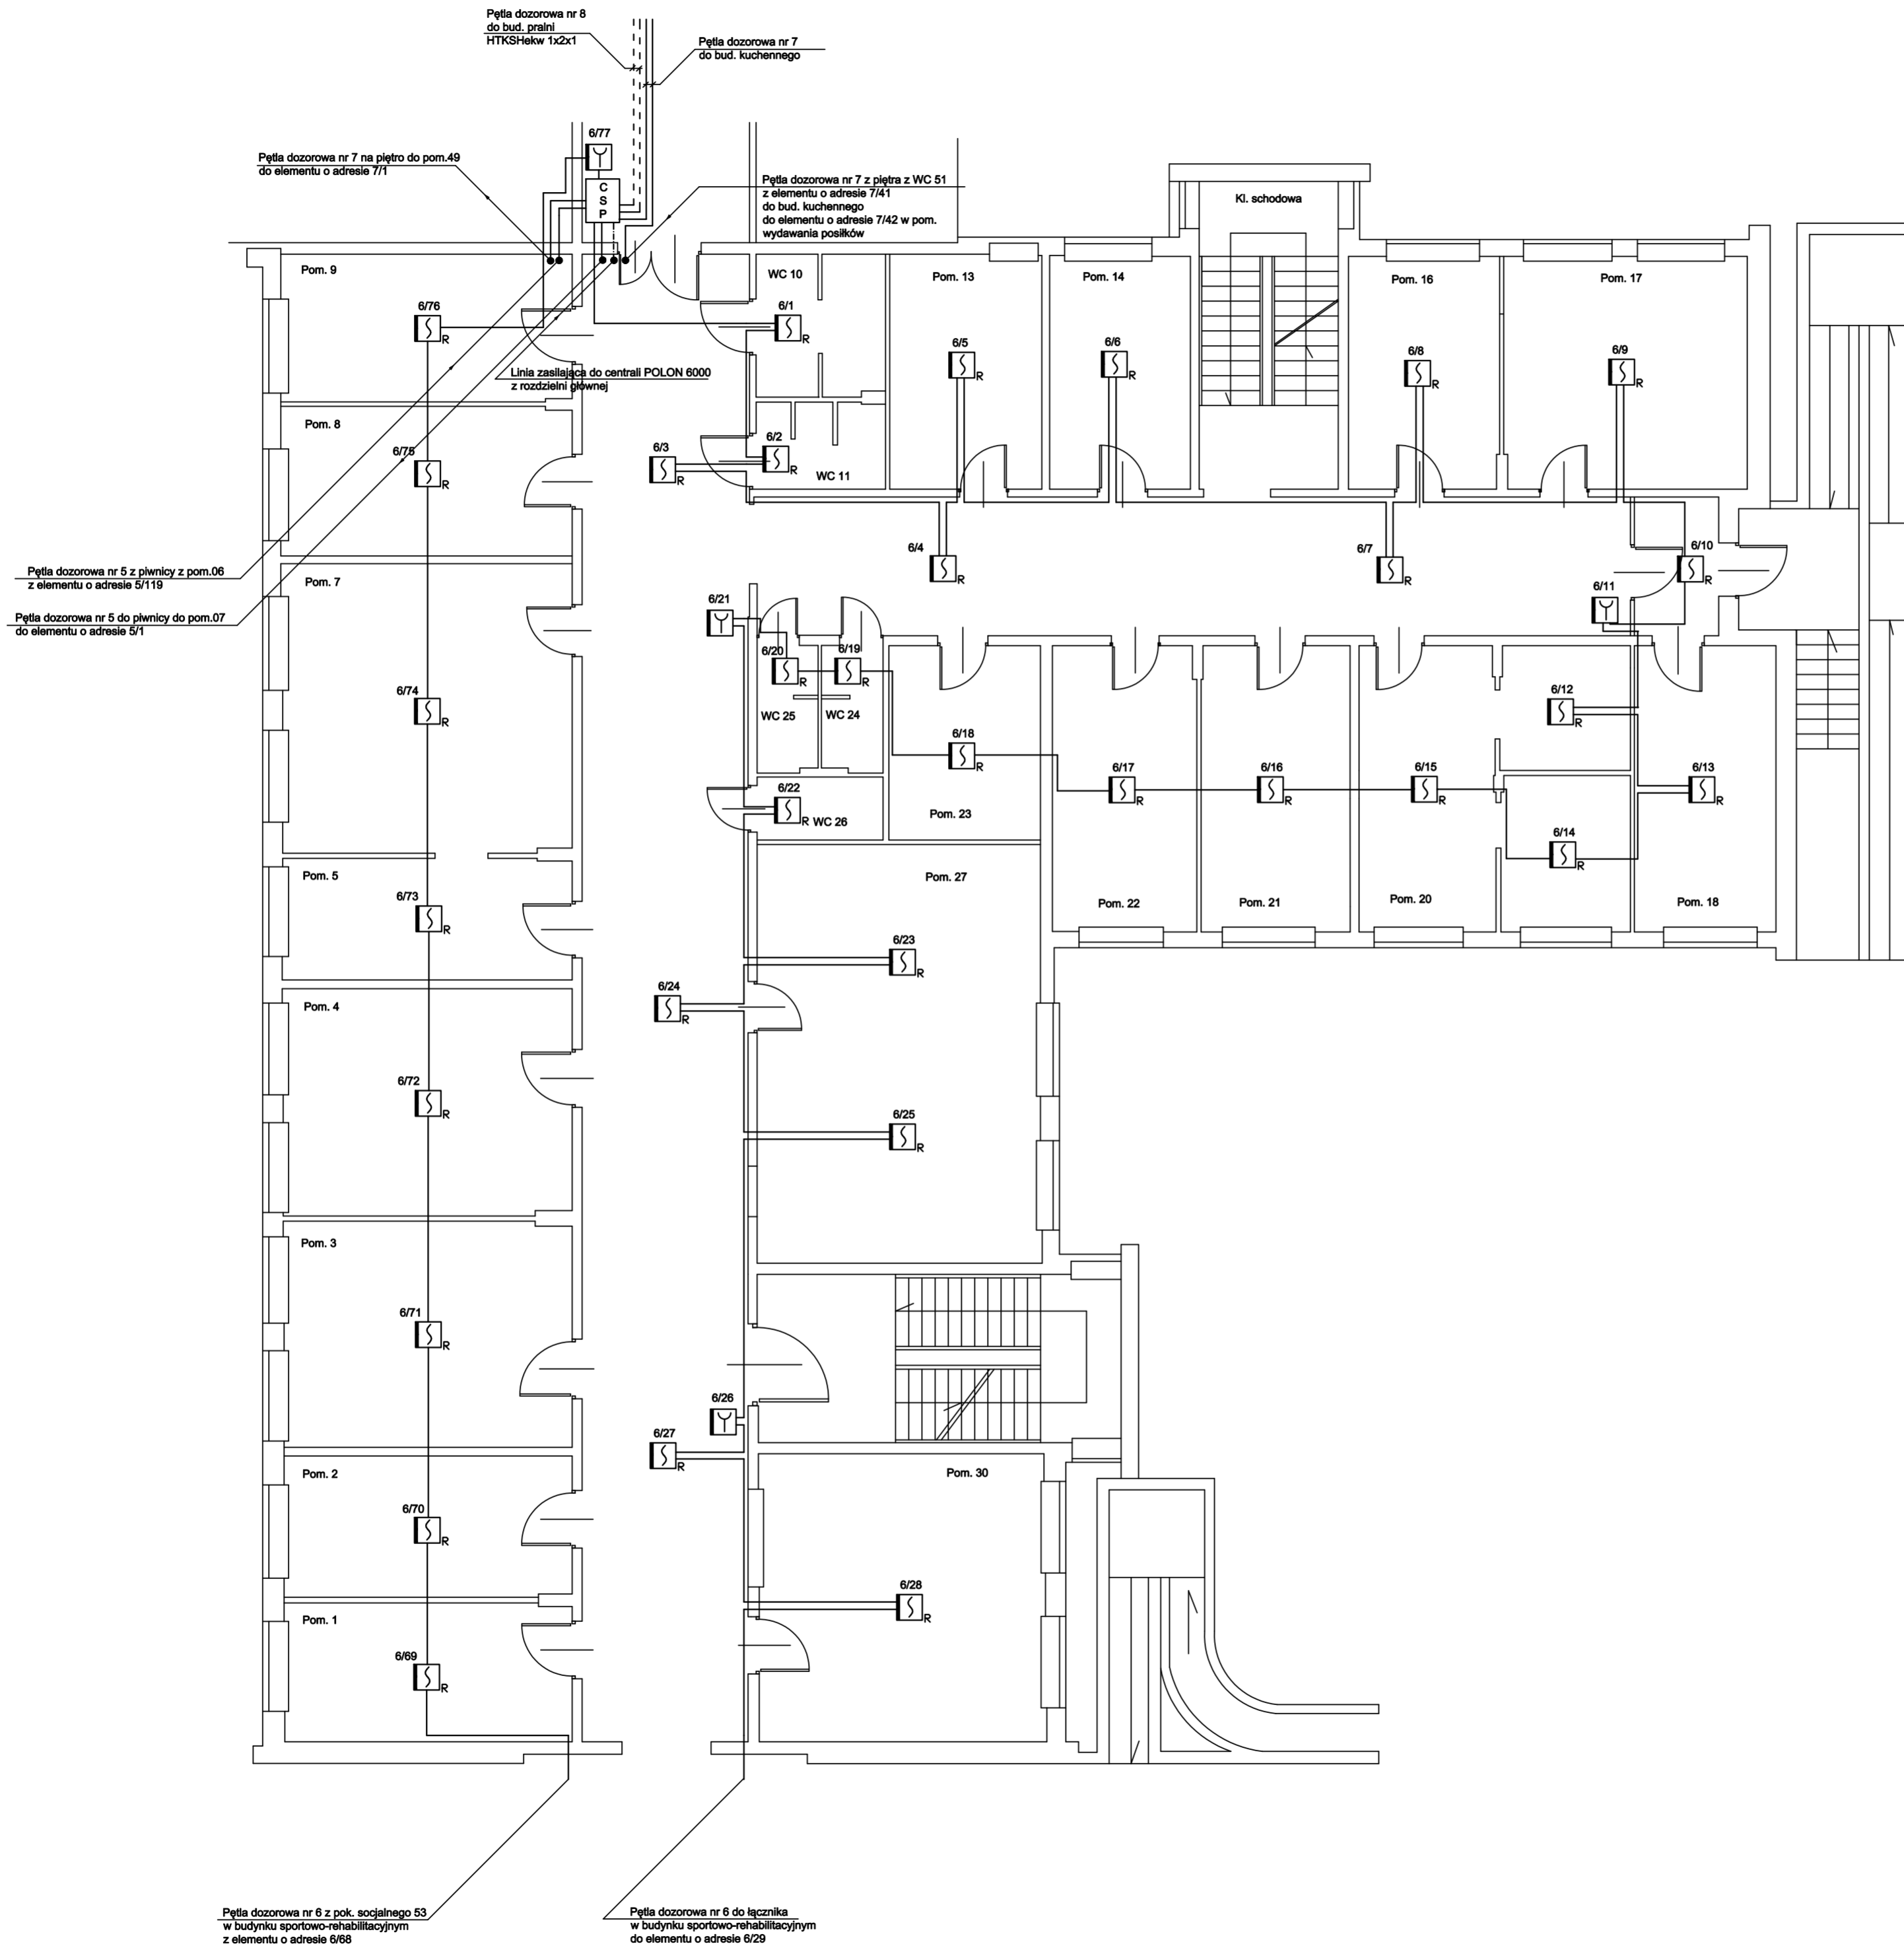 Pętla dozorowa nr 8
do bud. pralni
HTKSHekw 1x2x1
Pętla dozorowa nr 7
do bud. kuchennego
6/77
C
S
P
Pętla dozorowa nr 7 na piętro do pom.49
do elementu o adresie 7/1
Pętla dozorowa nr 7 z piętra z WC 51
z elementu o adresie 7/41
do bud. kuchennego
do elementu o adresie 7/42 w pom.
wydawania posiłków
Kl. schodowa
Pom. 9
WC 10
Pom. 13
Pom. 14
Pom. 16
Pom. 17
6/76
R
6/1
R
6/5
R
6/6
R
6/8
R
6/9
R
Linia zasilająca do centrali POLON 6000
z rozdzielni głównej
Pom. 8
6/75
R
6/3
R
6/2
R
WC 11
6/4
R
6/7
R
6/10
R
Pętla dozorowa nr 5 z piwnicy z pom.06
z elementu o adresie 5/119
Pętla dozorowa nr 5 do piwnicy do pom.07
do elementu o adresie 5/1
Pom. 7
6/21
6/11
6/20
R
6/19
R
6/74
R
WC 25
WC 24
6/12
R
6/18
R
6/17
R
6/16
R
6/15
R
6/13
R
6/22
R
WC 26
Pom. 23
6/14
R
Pom. 5
6/73
R
Pom. 27
Pom. 22
Pom. 21
Pom. 20
Pom. 18
6/23
R
Pom. 4
6/24
R
6/72
R
6/25
R
Pom. 3
6/71
R
6/26
6/27
R
Pom. 2
Pom. 30
6/70
R
6/28
R
Pom. 1
6/69
R
Pętla dozorowa nr 6 z pok. socjalnego 53
w budynku sportowo-rehabilitacyjnym
z elementu o adresie 6/68
Pętla dozorowa nr 6 do łącznika
w budynku sportowo-rehabilitacyjnym
do elementu o adresie 6/29